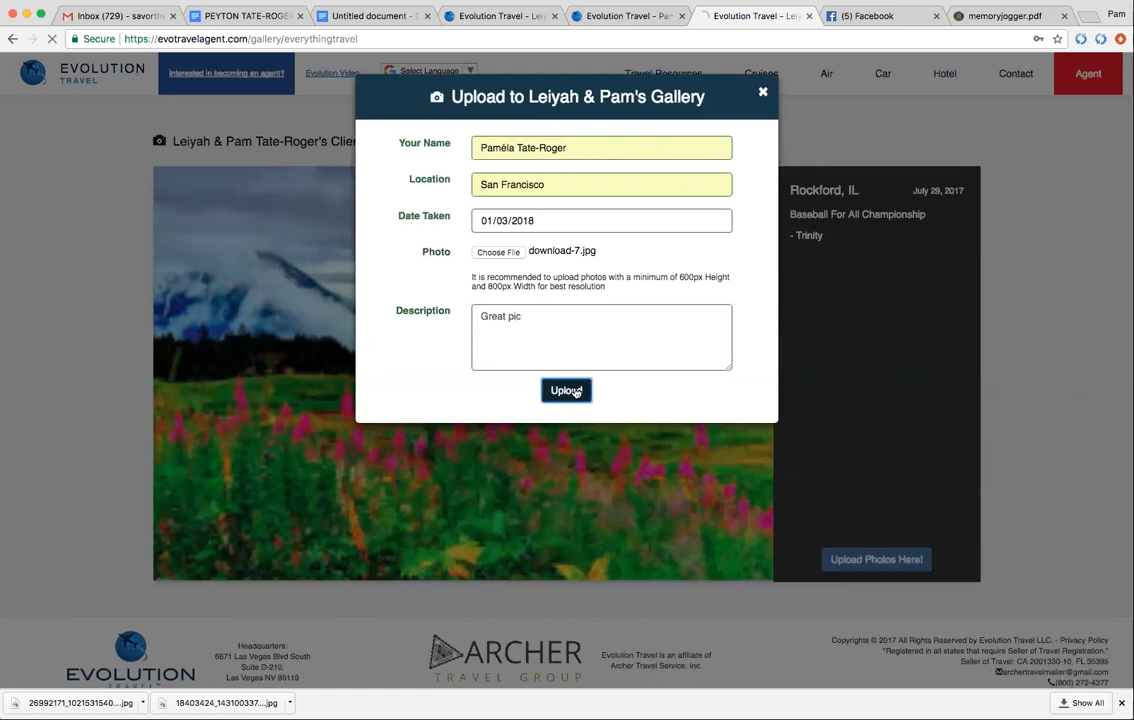 Inbox (729) – savorth
PEYTON TATE-ROGER
Untitled document - G
Evolution Travel - Leiy
Evolution Travel - Pam
Evolution Travel - Leiy
(5) Facebook
memoryjogger.pdf
Pam
Secure
https://evotravelagent.com/gallery/everythingtravel
EVOLUTION
TRAVEL
Interested in becoming an agent?
Evolution Video
Select Language
Travel Resources
Cruises
Air
Car
Hotel
Contact
Agent
Upload to Leiyah & Pam's Gallery
Leiyah & Pam Tate-Roger's Clie
Your Name
Paméla Tate-Roger
Location
San Francisco
Date Taken
01/03/2018
Photo
Choose File
download-7.jpg
It is recommended to upload photos with a minimum of 600px Height
and 800px Width for best resolution
Description
Great pic
Upload
Rockford, IL
July 29, 2017
Baseball For All Championship
- Trinity
Upload Photos Here!
EVOLUTION
TRAVEL
Headquarters:
6671 Las Vegas Blvd South
Suite D-210,
Las Vegas NV 89119
ARCHER
TRAVEL GROUP
Evolution Travel is an affiliate of
Archer Travel Service, Inc.
Copyrights © 2017 All Rights Reserved by Evolution Travel LLC. - Privacy Policy
"Registered in all states that require Seller of Travel Registration."
Seller of Travel: CA 2001330-10, FL 35395
archertravelmailer@gmail.com
(800) 272-4377
26992171_1021531540....jpg
18403424_143100337....jpg
Show All